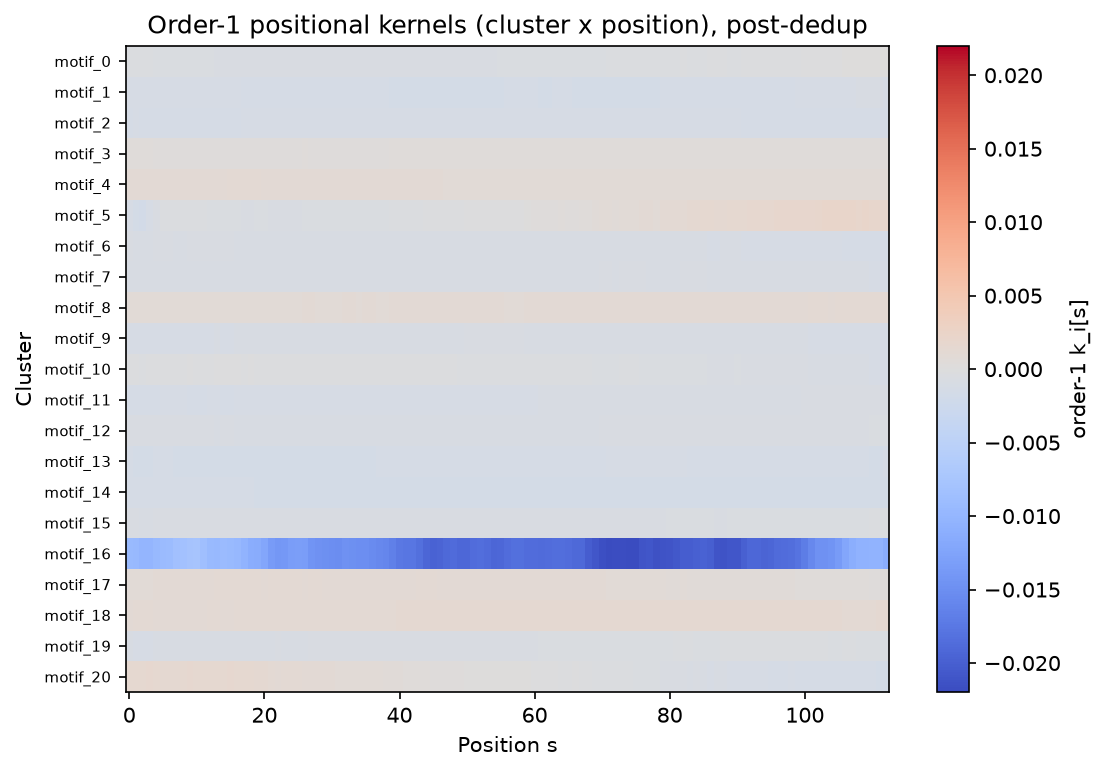 Order-1 positional kernels (cluster x position), post-dedup
Cluster
motif_0
motif_1
motif_2
motif_3
motif_4
motif_5
motif_6
motif_7
motif_8
motif_9
motif_10
motif_11
motif_12
motif_13
motif_14
motif_15
motif_16
motif_17
motif_18
motif_19
motif_20
0 20 40 60 80 100
Position s
0.020
0.015
0.010
0.005
0.000
−0.005
−0.010
−0.015
−0.020
order-1 k_i[s]